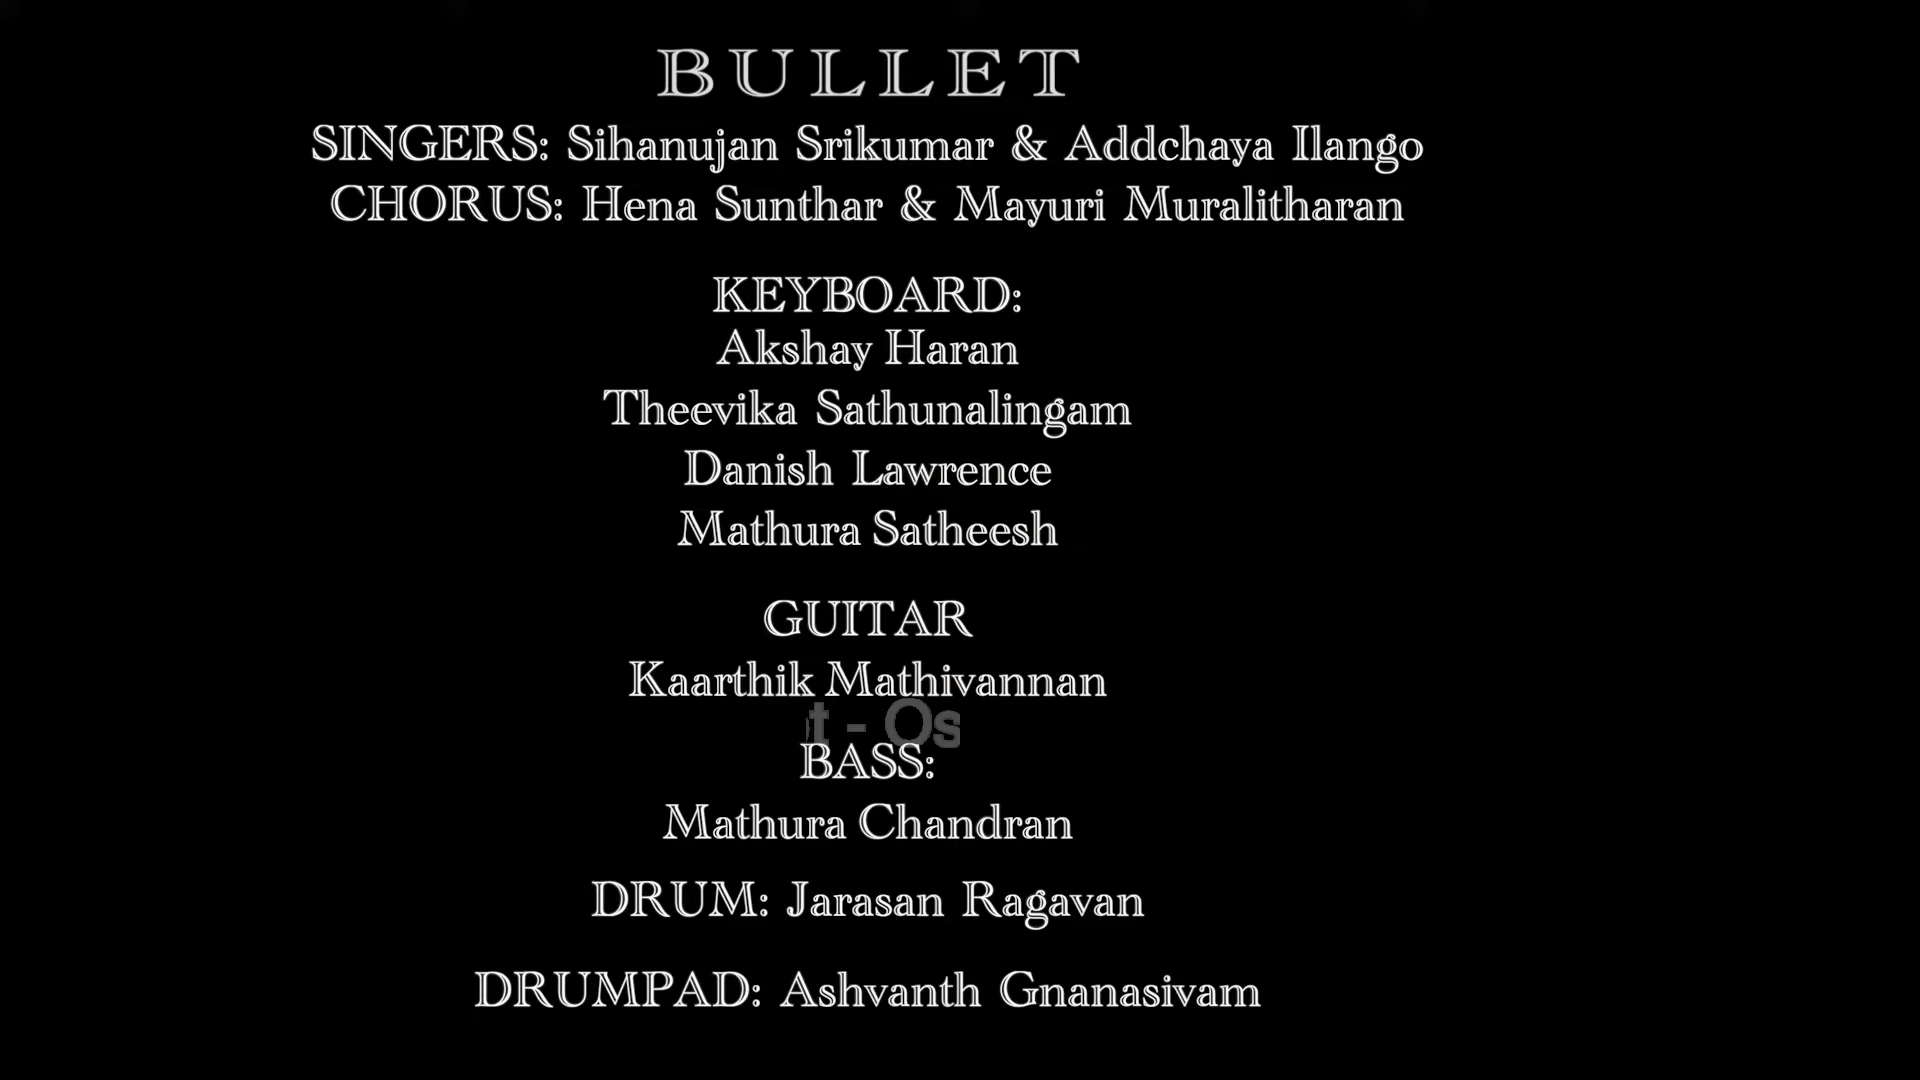 BULLET
SINGERS: Sihanujan Srikumar & Addchaya Ilango
CHORUS: Hena Sunthar & Mayuri Muralitharan
KEYBOARD:
Akshay Haran
Theevika Sathunalingam
Danish Lawrence
Mathura Satheesh
GUITAR
Kaarthik Mathivannan
t - Os
BASS:
Mathura Chandran
DRUM: Jarasan Ragavan
DRUMPAD: Ashvanth Gnanasivam